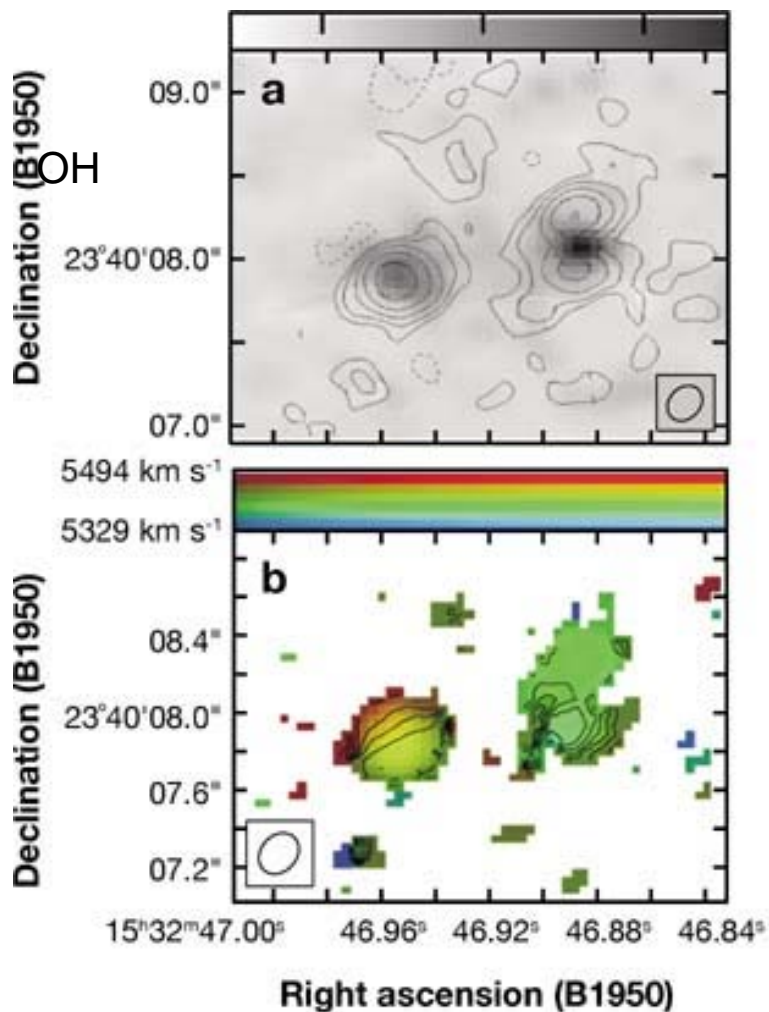 a
Declination (B1950)
OH
09.0"
23°40'08.0"
07.0"
5494 km s⁻¹
5329 km s⁻¹
b
Declination (B1950)
08.4"
23°40'08.0"
07.6"
07.2"
15ʰ32ᵐ47.00ˢ 46.96ˢ 46.92ˢ 46.88ˢ 46.84ˢ
Right ascension (B1950)